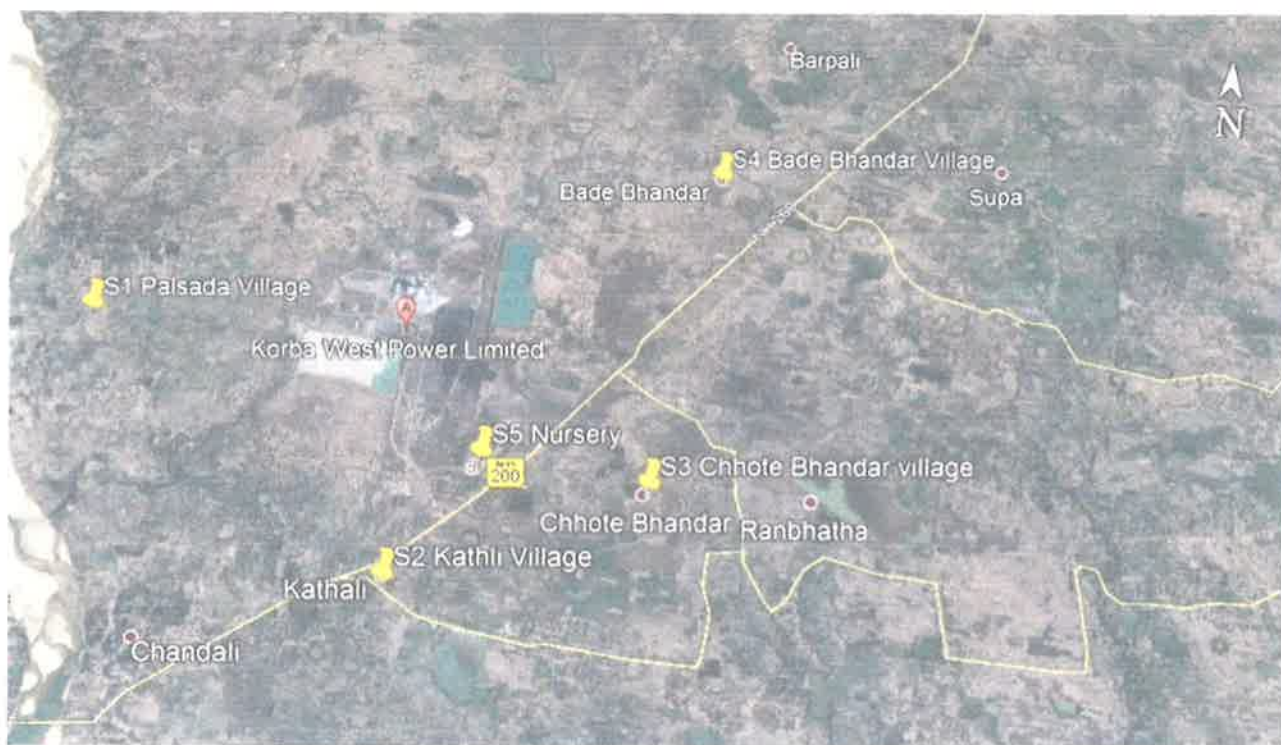 Barpali
N
S4 Bade Bhandar Village
Bade Bhandar
Supa
S1 Palsada Village
A
Korba West Power Limited
S5 Nursery
200
S3 Chhote Bhandar village
Chhote Bhandar
Ranbhatha
S2 Kathli Village
Kathali
Chandali